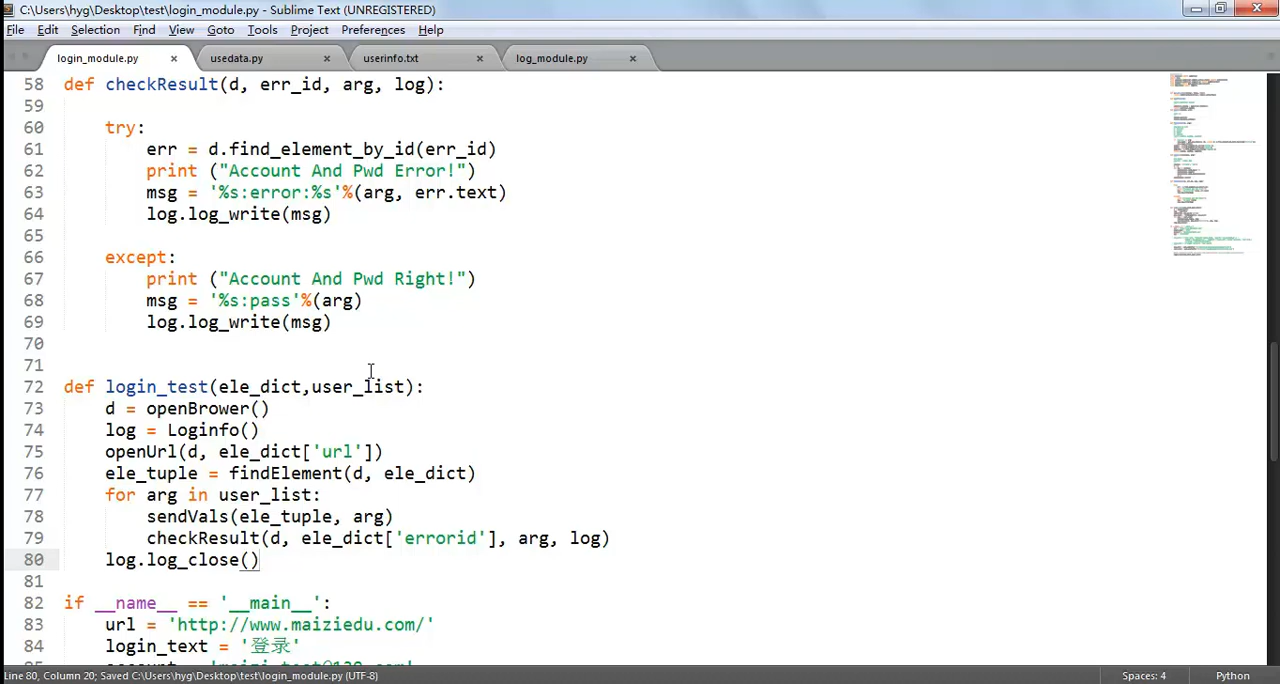 C:\Users\hyg\Desktop\test\login_module.py - Sublime Text (UNREGISTERED)
File Edit Selection Find View Goto Tools Project Preferences Help
login_module.py × usedata.py × userinfo.txt × log_module.py ×
58 def checkResult(d, err_id, arg, log):
59
60     try:
61         err = d.find_element_by_id(err_id)
62         print ("Account And Pwd Error!")
63         msg = '%s:error:%s'%(arg, err.text)
64         log.log_write(msg)
65
66     except:
67         print ("Account And Pwd Right!")
68         msg = '%s:pass'%(arg)
69         log.log_write(msg)
70
71
72 def login_test(ele_dict,user_list):
73     d = openBrower()
74     log = Loginfo()
75     openUrl(d, ele_dict['url'])
76     ele_tuple = findElement(d, ele_dict)
77     for arg in user_list:
78         sendVals(ele_tuple, arg)
79         checkResult(d, ele_dict['errorid'], arg, log)
80     log.log_close()
81
82 if __name__ == '__main__':
83     url = 'http://www.maiziedu.com/'
84     login_text = '登录'
Line 80, Column 20; Saved C:\Users\hyg\Desktop\test\login_module.py (UTF-8) Spaces: 4 Python